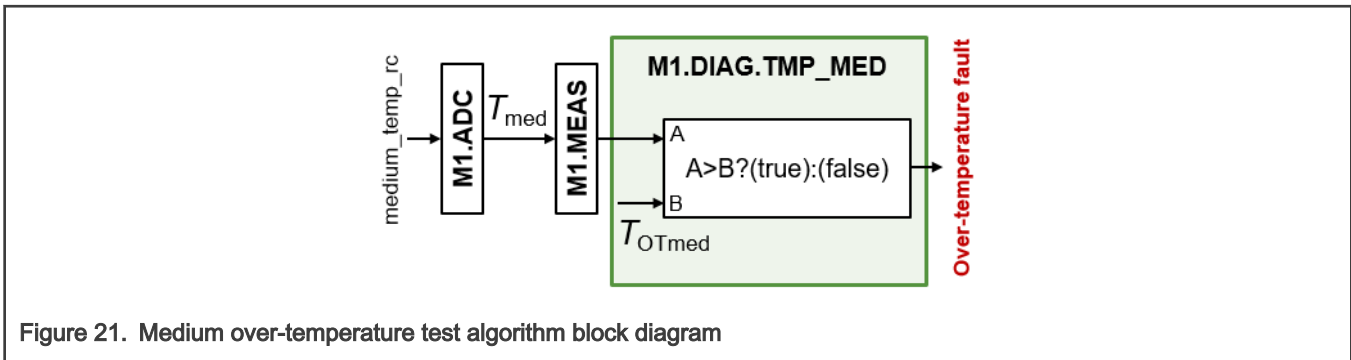 medium_temp_rc
M1.ADC
Tmed
M1.MEAS
M1.DIAG.TMP_MED
A
A>B?(true):(false)
B
TOTmed
Over-temperature fault
Figure 21. Medium over-temperature test algorithm block diagram